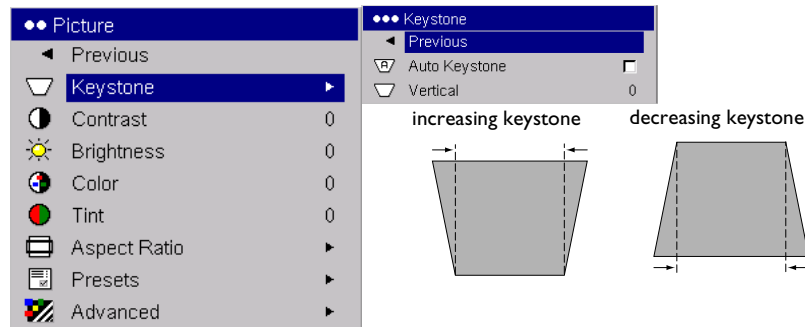 Picture
Previous
Keystone
Contrast 0
Brightness 0
Color 0
Tint 0
Aspect Ratio
Presets
Advanced
Keystone
Previous
A Auto Keystone
Vertical 0
increasing keystone
decreasing keystone